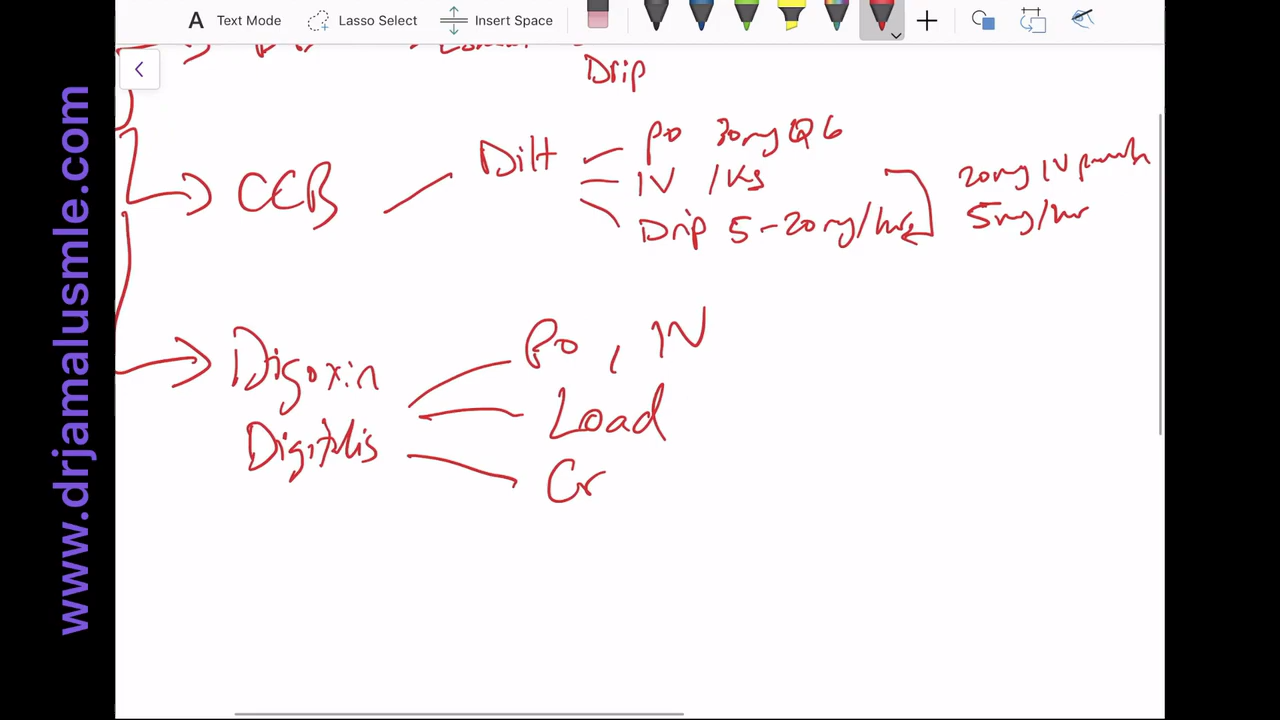 A Text Mode Lasso Select Insert Space
Drip
CCB
Dilt
PO 30mg Q6
IV /KG
Drip 5-20mg/hr
20mg IV push
5mg/hr
Digoxin
Digitalis
PO, IV
Load
Cr
www.drjamalusmle.com